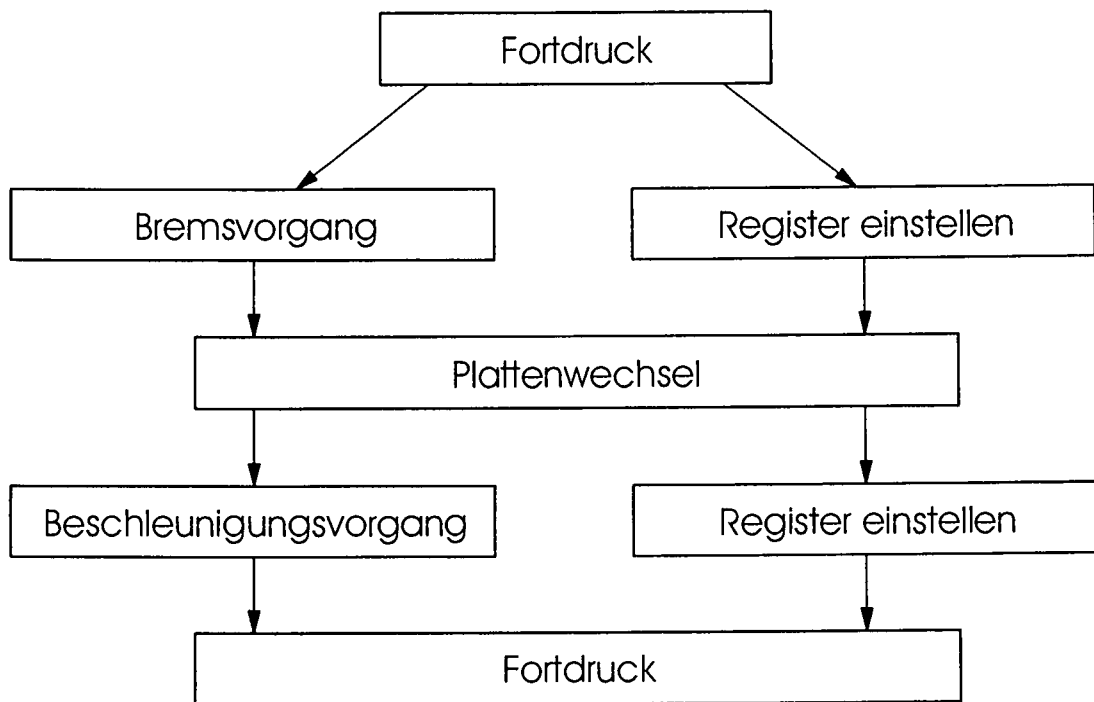 Fortdruck
Bremsvorgang
Register einstellen
Plattenwechsel
Beschleunigungsvorgang
Register einstellen
Fortdruck